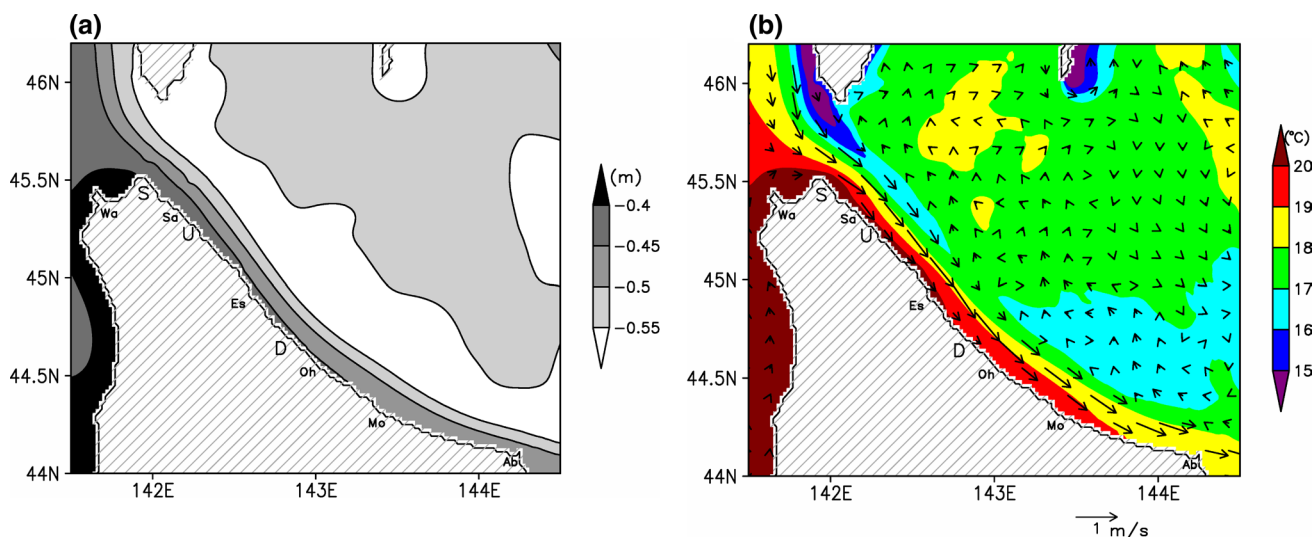 (a)
46N
45.5N
45N
44.5N
44N
142E
143E
144E
Wa
S
Sa
U
Es
D
Oh
Mo
Ab
(m)
−0.4
−0.45
−0.5
−0.55
(b)
46N
45.5N
45N
44.5N
44N
142E
143E
144E
Wa
S
Sa
U
Es
D
Oh
Mo
Ab
(°C)
20
19
18
17
16
15
1 m/s